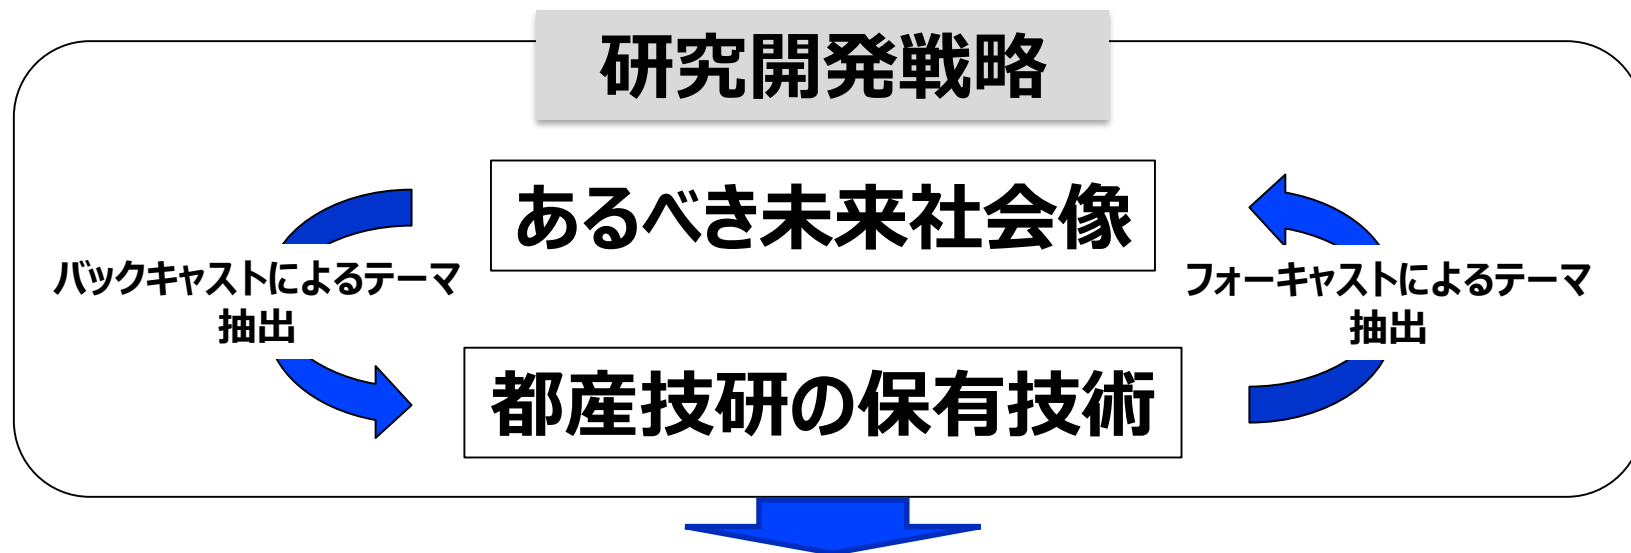 研究開発戦略
あるべき未来社会像
バックキャストによるテーマ
抽出
フォーキャストによるテーマ
抽出
都産技研の保有技術